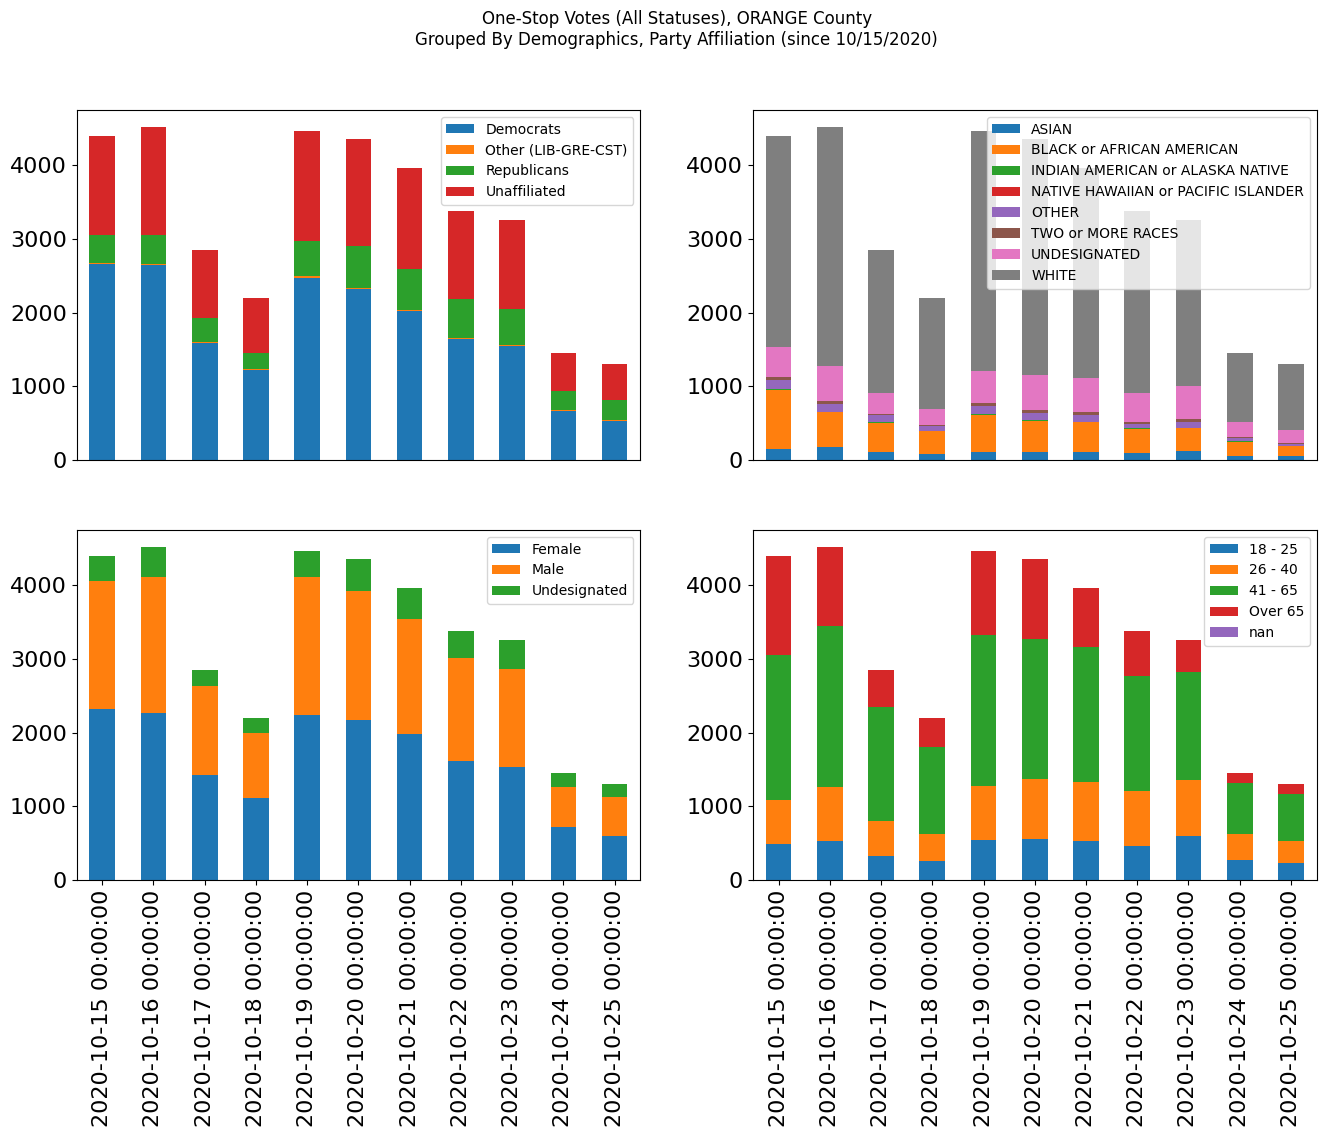 One-Stop Votes (All Statuses), ORANGE County
Grouped By Demographics, Party Affiliation (since 10/15/2020)
4000
3000
2000
1000
0
Democrats
Other (LIB-GRE-CST)
Republicans
Unaffiliated
4000
3000
2000
1000
0
ASIAN
BLACK or AFRICAN AMERICAN
INDIAN AMERICAN or ALASKA NATIVE
NATIVE HAWAIIAN or PACIFIC ISLANDER
OTHER
TWO or MORE RACES
UNDESIGNATED
WHITE
4000
3000
2000
1000
0
Female
Male
Undesignated
2020-10-15 00:00:00
2020-10-16 00:00:00
2020-10-17 00:00:00
2020-10-18 00:00:00
2020-10-19 00:00:00
2020-10-20 00:00:00
2020-10-21 00:00:00
2020-10-22 00:00:00
2020-10-23 00:00:00
2020-10-24 00:00:00
2020-10-25 00:00:00
4000
3000
2000
1000
0
18 - 25
26 - 40
41 - 65
Over 65
nan
2020-10-15 00:00:00
2020-10-16 00:00:00
2020-10-17 00:00:00
2020-10-18 00:00:00
2020-10-19 00:00:00
2020-10-20 00:00:00
2020-10-21 00:00:00
2020-10-22 00:00:00
2020-10-23 00:00:00
2020-10-24 00:00:00
2020-10-25 00:00:00